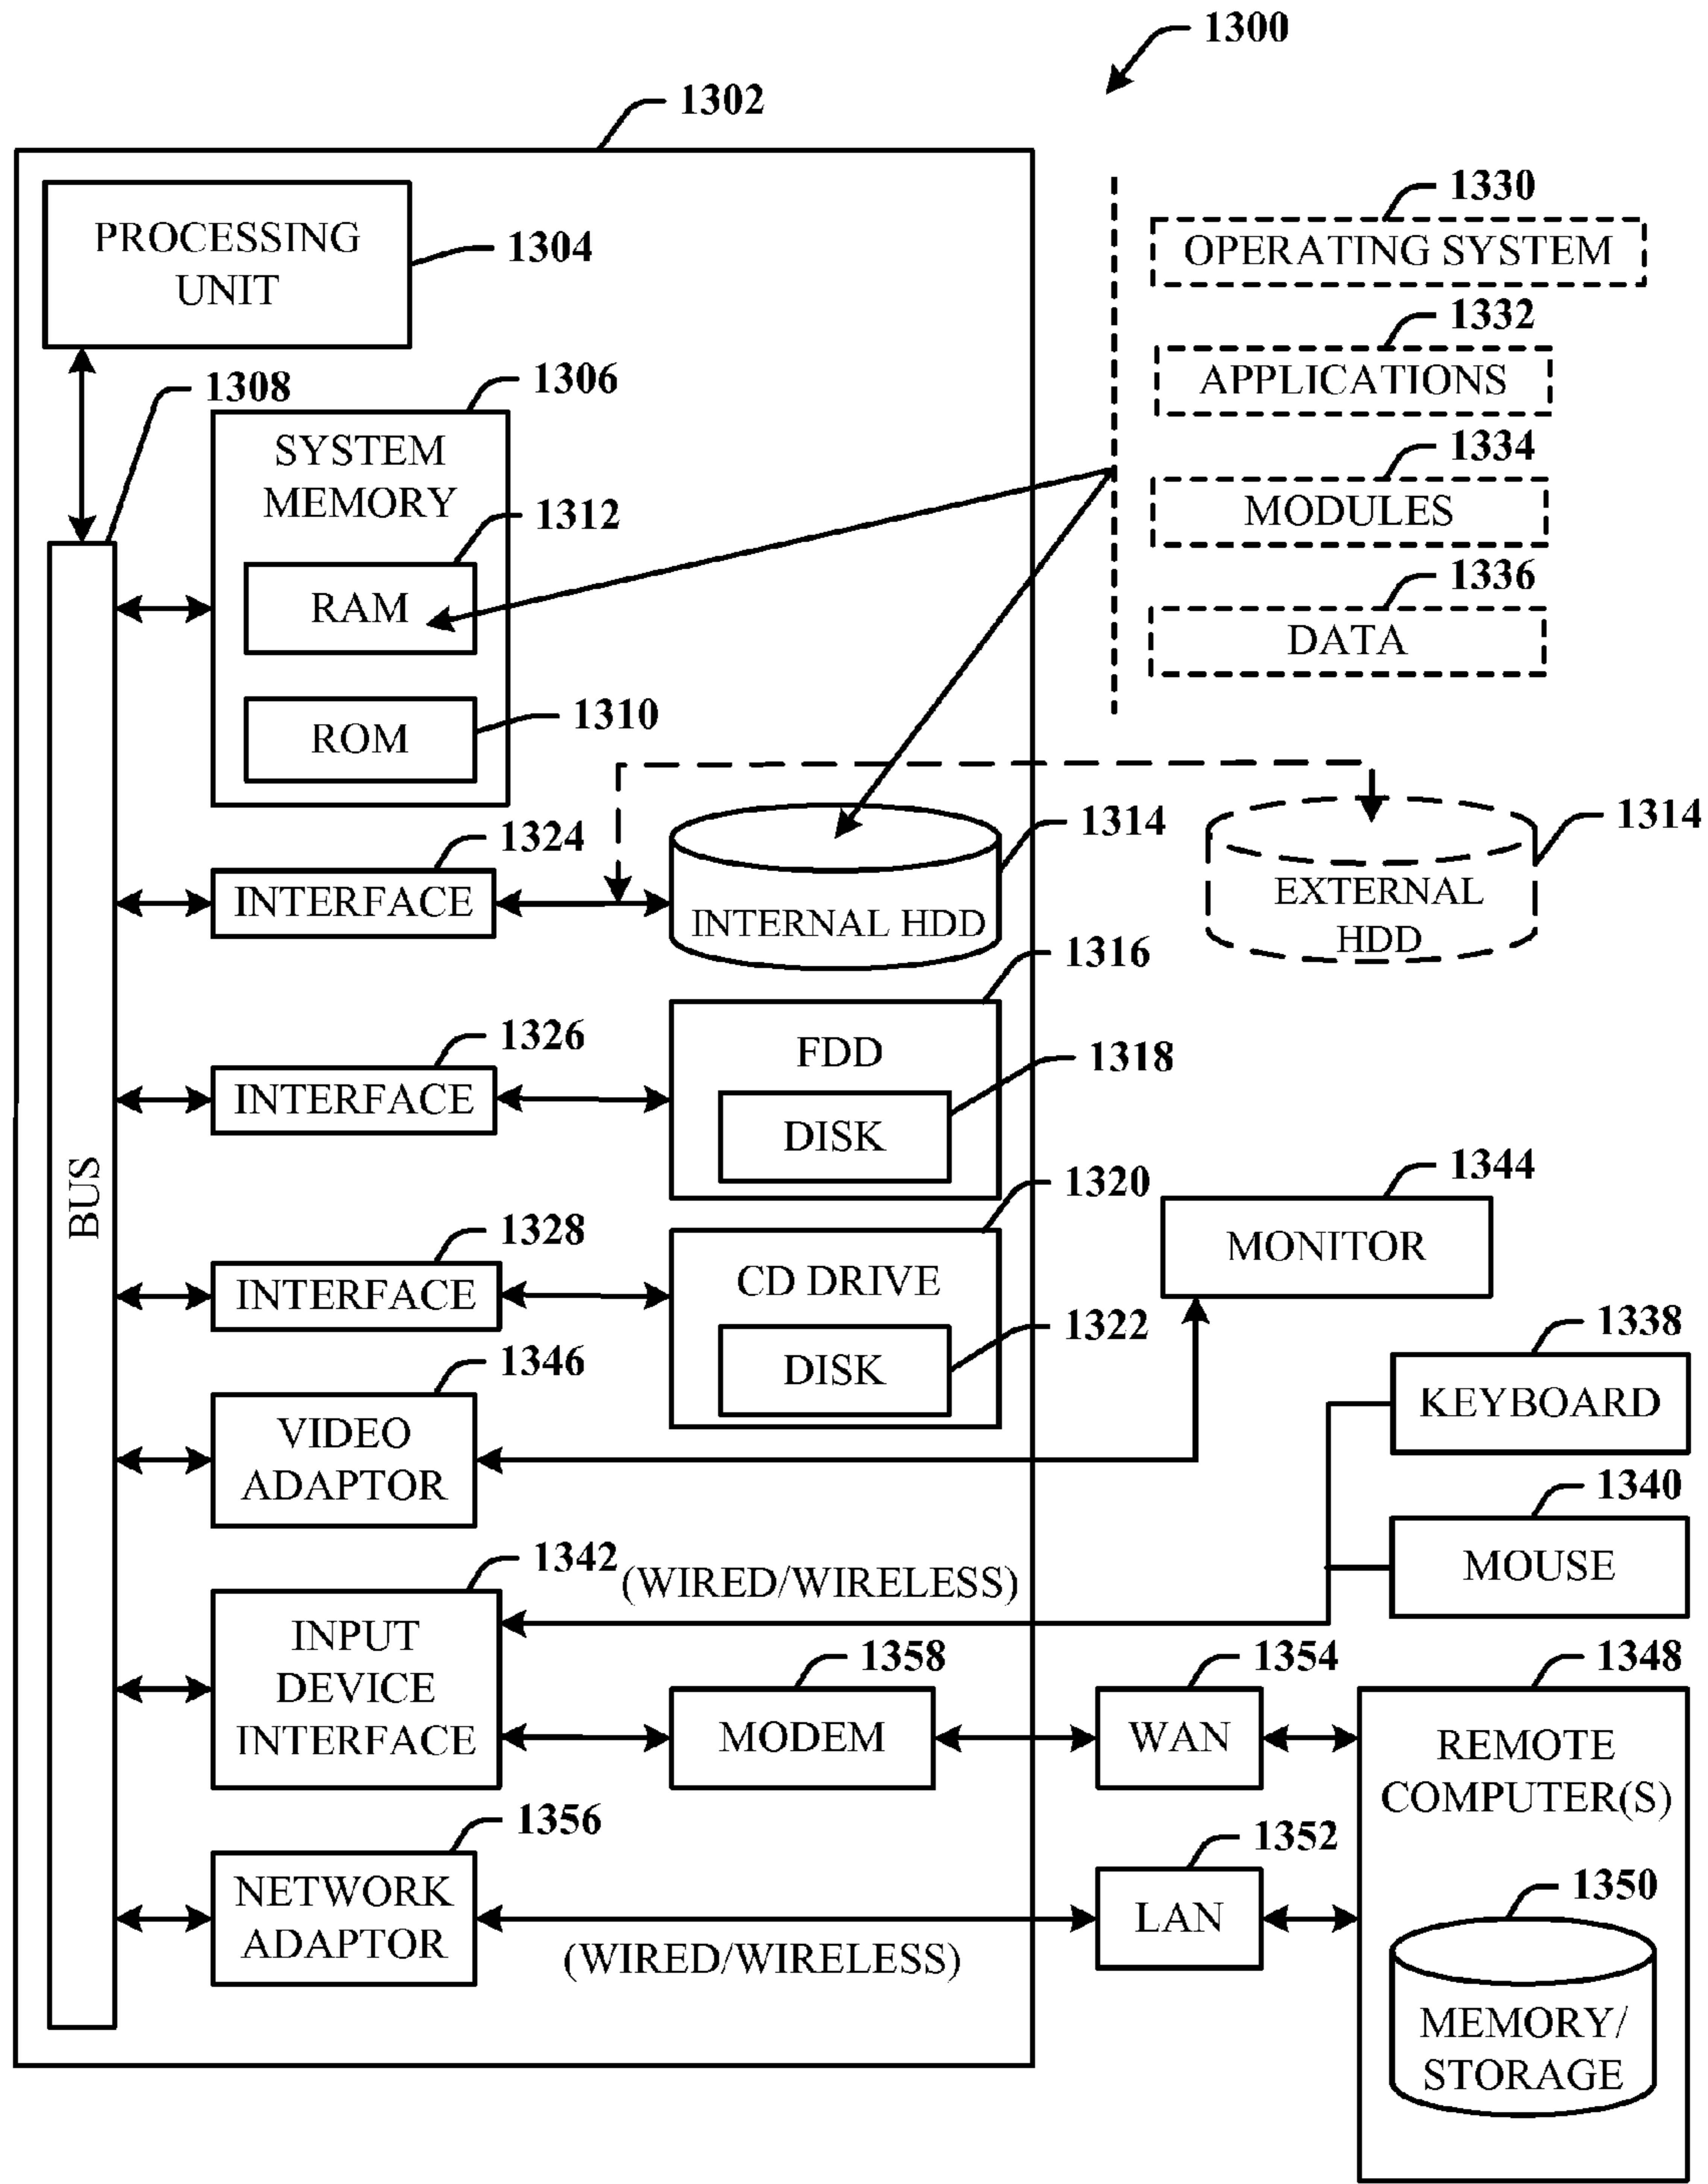 1300
1302
PROCESSING
UNIT
1304
1330
OPERATING SYSTEM
1332
APPLICATIONS
1334
MODULES
1336
DATA
1308
1306
SYSTEM
MEMORY
1312
RAM
1310
ROM
BUS
1324
INTERFACE
1314
INTERNAL HDD
1314
EXTERNAL
HDD
1326
INTERFACE
1316
FDD
1318
DISK
1328
INTERFACE
1320
CD DRIVE
1322
DISK
1344
MONITOR
1346
VIDEO
ADAPTOR
1338
KEYBOARD
1340
MOUSE
1342
(WIRED/WIRELESS)
INPUT
DEVICE
INTERFACE
1358
MODEM
1354
WAN
1348
REMOTE
COMPUTER(S)
1356
NETWORK
ADAPTOR
(WIRED/WIRELESS)
1352
LAN
1350
MEMORY/
STORAGE